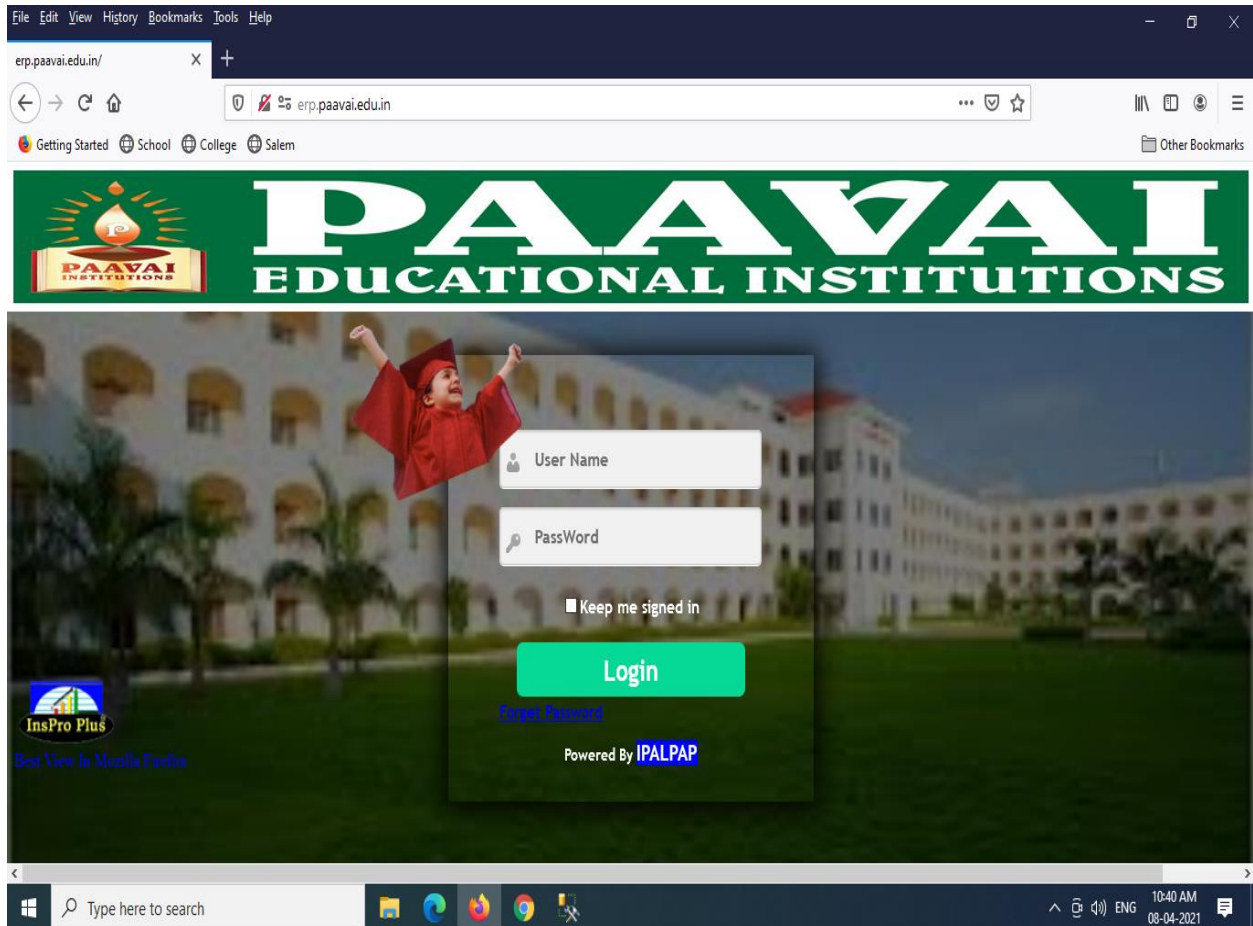 File Edit View History Bookmarks Tools Help
erp.paavai.edu.in/ X +
erp.paavai.edu.in
Getting Started School College Salem Other Bookmarks
P
PAAVAI
INSTITUTIONS
PAAVAI
EDUCATIONAL INSTITUTIONS
User Name
PassWord
Keep me signed in
Login
Forget Password
Powered By IPALPAP
InsPro Plus
Best View In Mozilla Firefox
Type here to search
ENG
10:40 AM
08-04-2021